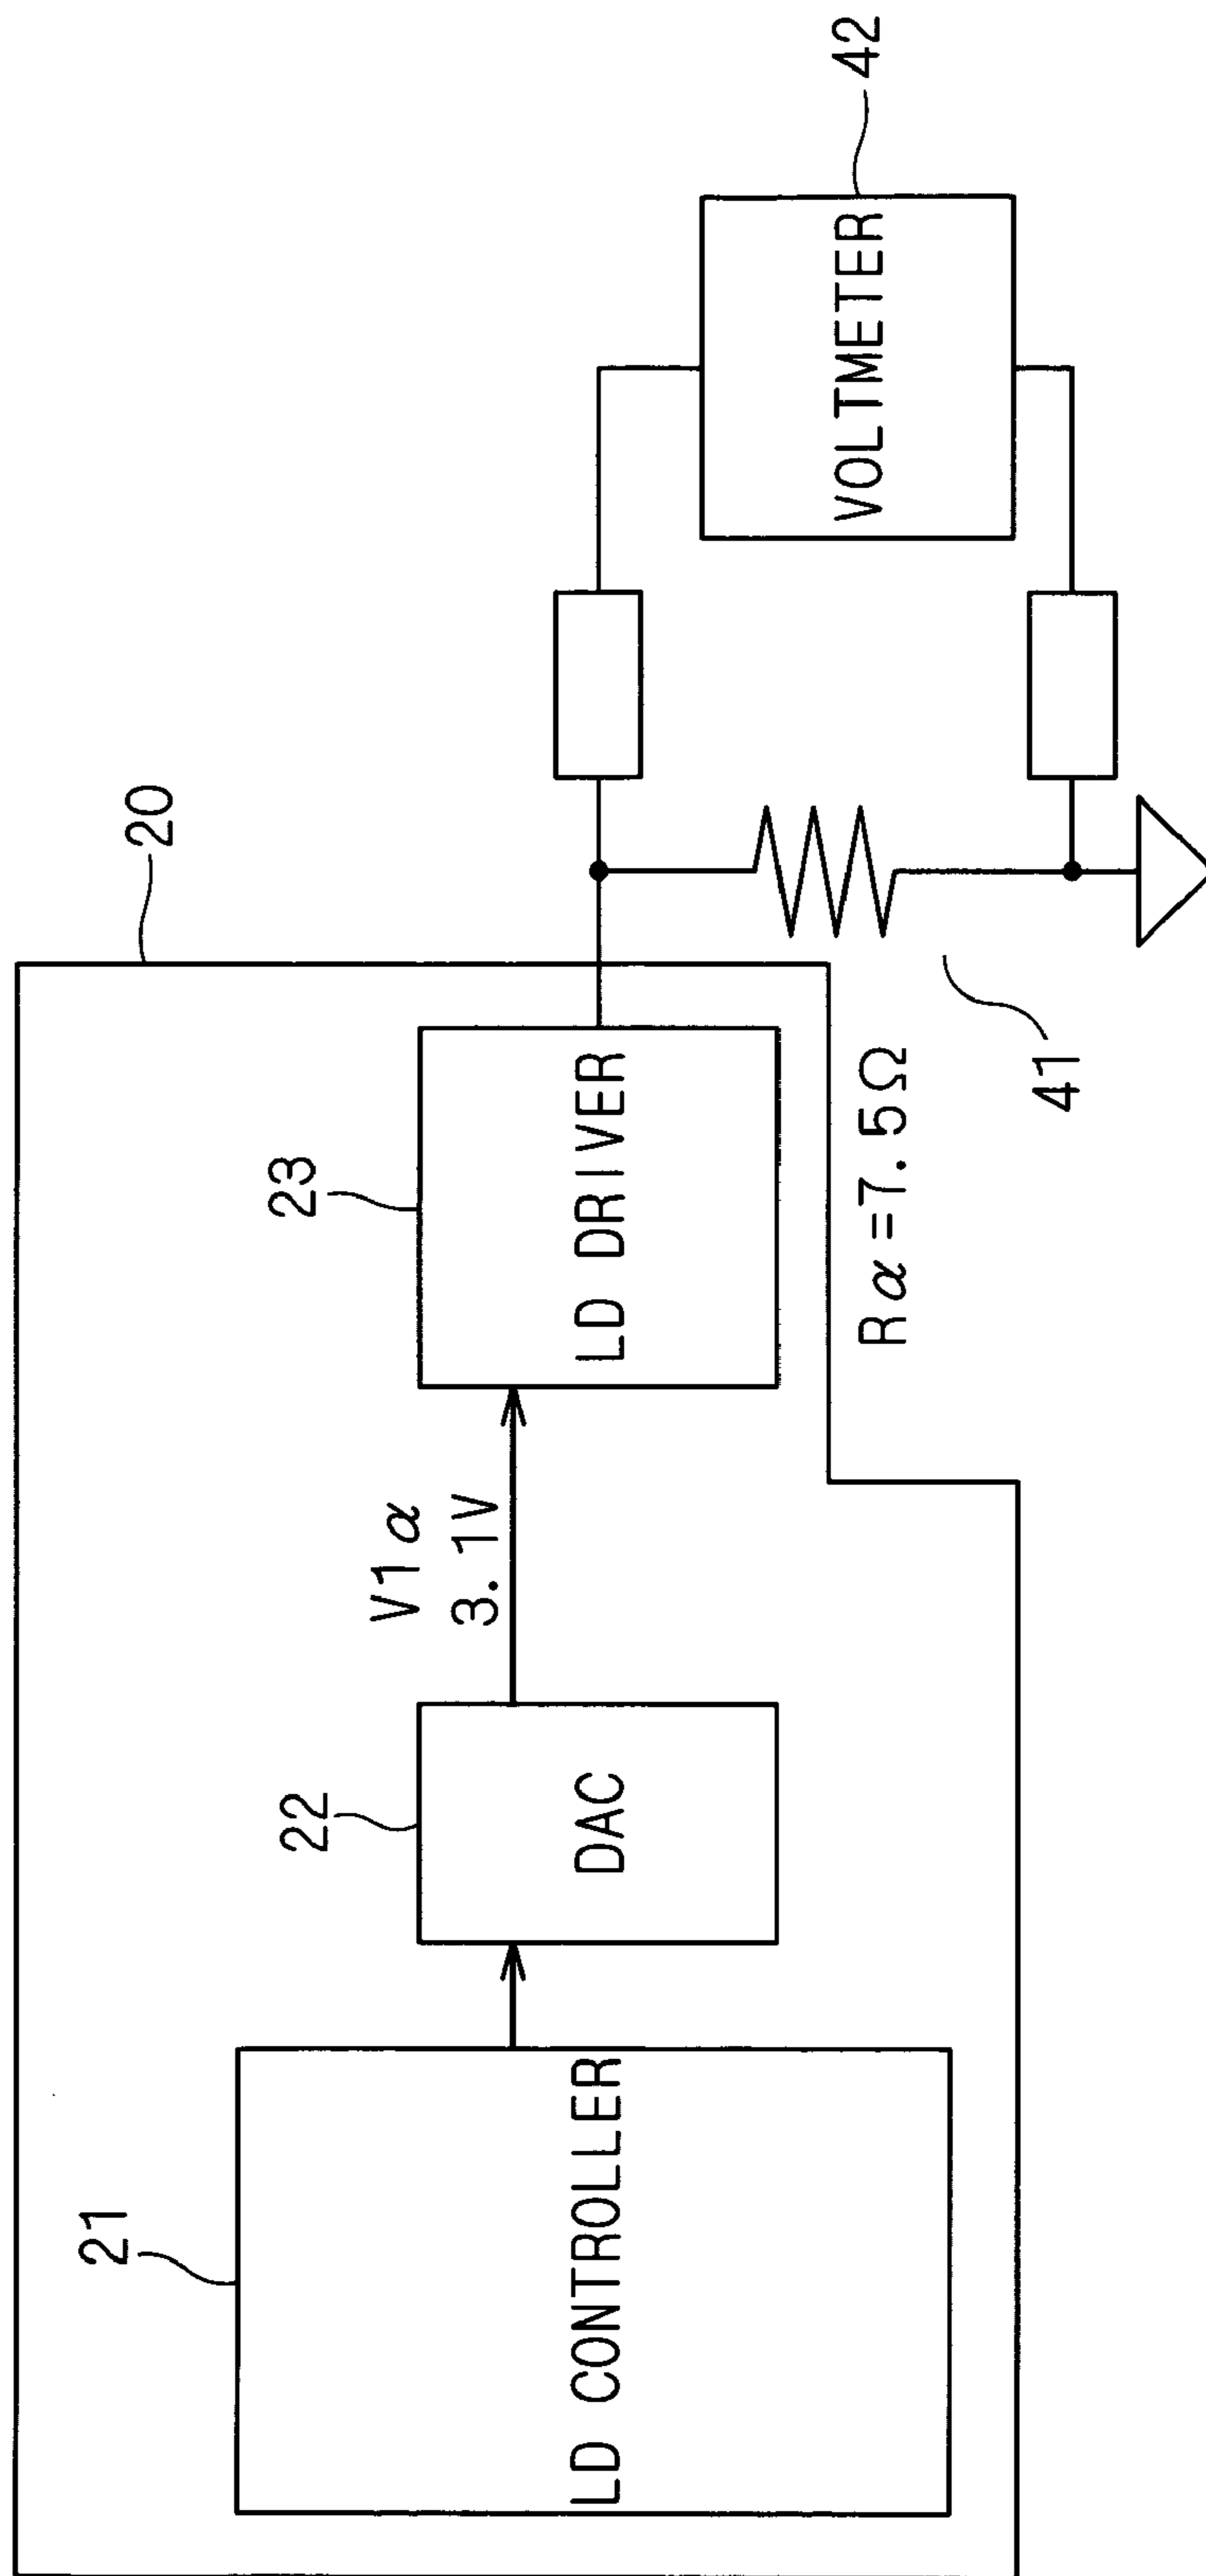 20
21
LD CONTROLLER
22
DAC
V1α
3.1V
23
LD DRIVER
Rα=7.5Ω
41
VOLTMETER
42